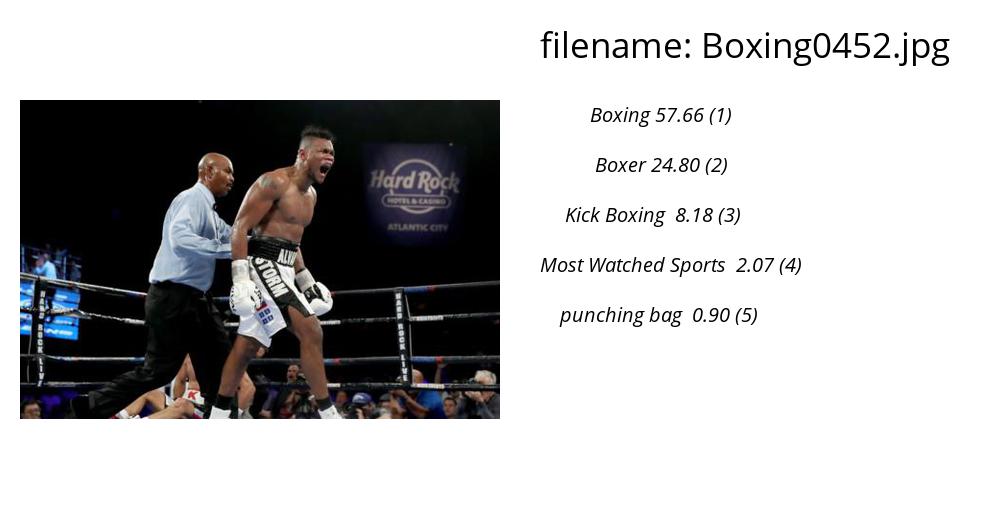 filename: Boxing0452.jpg
Boxing 57.66 (1)
Boxer 24.80 (2)
Kick Boxing 8.18 (3)
Most Watched Sports 2.07 (4)
punching bag 0.90 (5)
Hard Rock
HOTEL & CASINO
ATLANTIC CITY
STORM
HARD ROCK LIVE
HARD ROCK LIVE
K